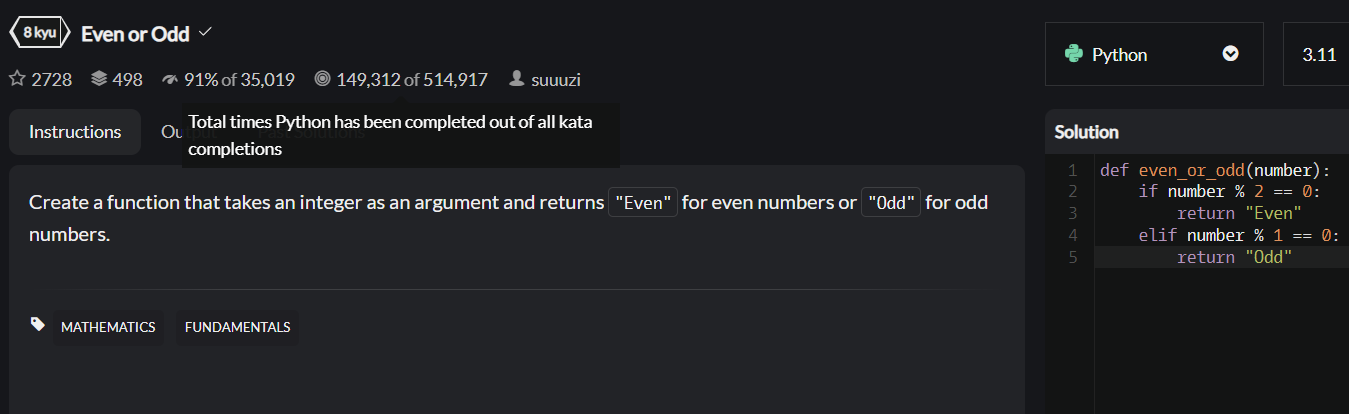 8 kyu Even or Odd
2728 498 91% of 35,019 149,312 of 514,917 suuuzi
Instructions
Total times Python has been completed out of all kata
completions
Create a function that takes an integer as an argument and returns "Even" for even numbers or "Odd" for odd
numbers.
MATHEMATICS FUNDAMENTALS
Python 3.11
Solution
1 def even_or_odd(number):
2     if number % 2 == 0:
3         return "Even"
4     elif number % 1 == 0:
5         return "Odd"